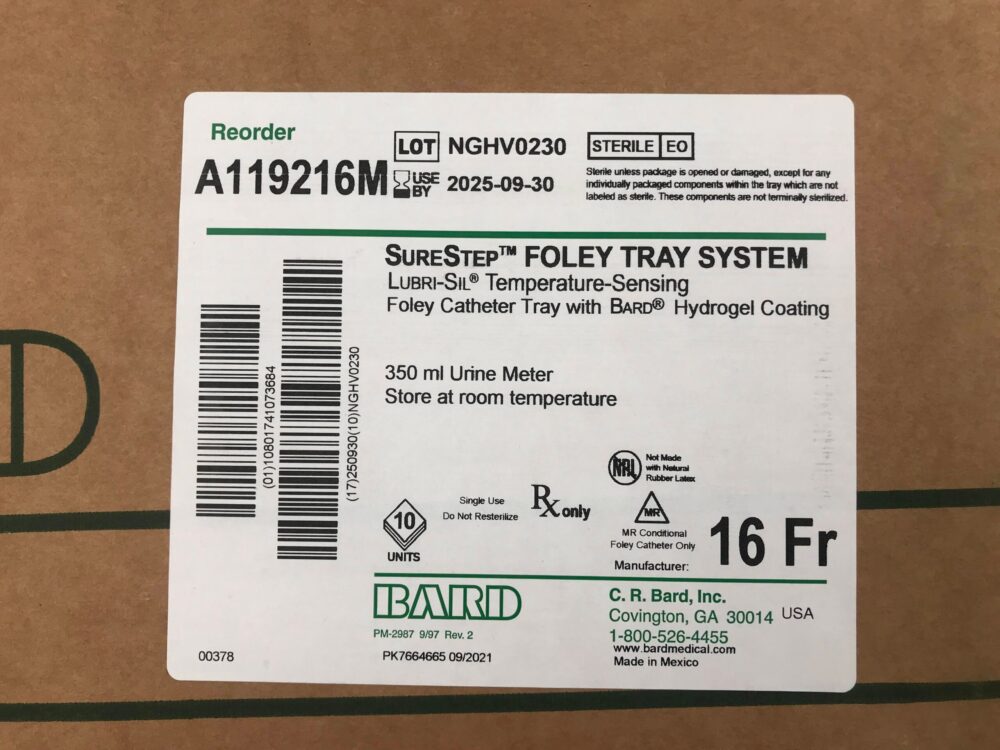 Reorder
A119216M
LOT NGHV0230
USE BY 2025-09-30
STERILE EO
Sterile unless package is opened or damaged, except for any
individually packaged components within the tray which are not
labeled as sterile. These components are not terminally sterilized.
SURESTEP™ FOLEY TRAY SYSTEM
LUBRI-SIL® Temperature-Sensing
Foley Catheter Tray with BARD® Hydrogel Coating
350 ml Urine Meter
Store at room temperature
(01)10801741073684
(17)250930(10)NGHV0230
10
UNITS
Single Use
Do Not Resterilize
Rx only
Not Made
with Natural
Rubber Latex
MR
MR Conditional
Foley Catheter Only
16 Fr
Manufacturer:
BARD
PM-2987 9/97 Rev. 2
C. R. Bard, Inc.
Covington, GA 30014 USA
1-800-526-4455
www.bardmedical.com
Made in Mexico
00378
PK7664665 09/2021
D